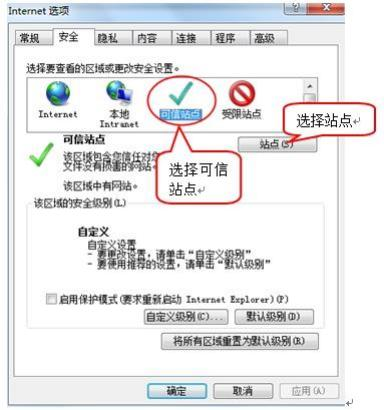 Internet 选项
常规 安全 隐私 内容 连接 程序 高级
选择要查看的区域或更改安全设置。
Internet 本地 Intranet 可信站点 受限站点
选择站点
可信站点
站点(S)
该区域包含您信任对您
文件没有损害的网站。
选择可信
站点
该区域中有网站。
该区域的安全级别(L)
自定义
自定义设置
- 要更改设置,请单击“自定义级别”
- 要使用推荐的设置,请单击“默认级别”
启用保护模式(要求重新启动 Internet Explorer)(P)
自定义级别(C)... 默认级别(D)
将所有区域重置为默认级别(R)
确定 取消 应用(A)